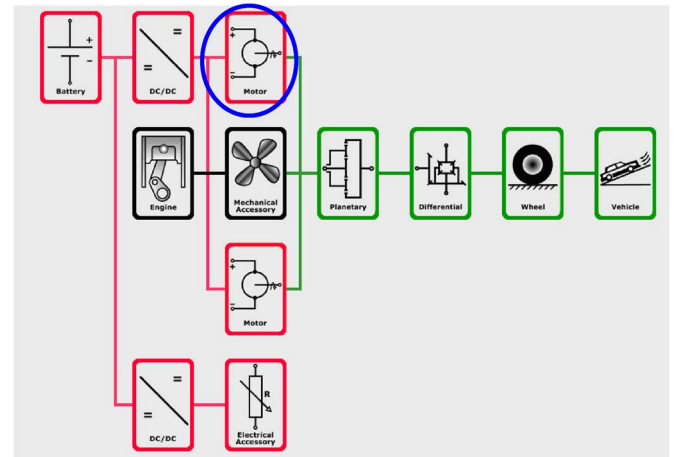 Battery
DC/DC
Motor
Engine
Mechanical
Accessory
Planetary
Differential
Wheel
Vehicle
Motor
DC/DC
R
Electrical
Accessory